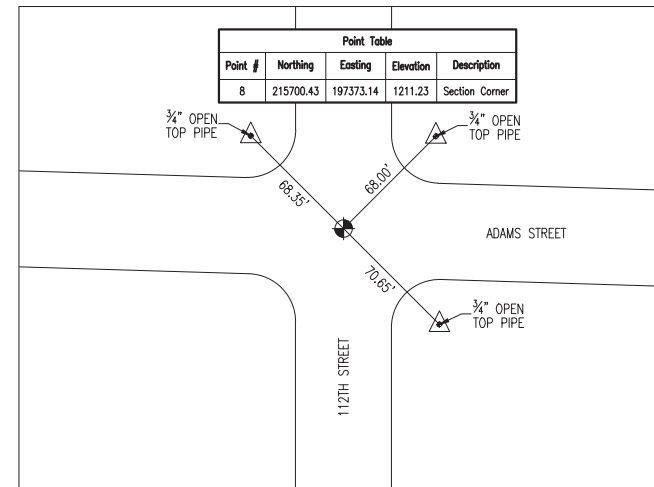 Point Table
Point # Northing Easting Elevation Description
8 215700.43 197373.14 1211.23 Section Corner
¾" OPEN
TOP PIPE
¾" OPEN
TOP PIPE
68.35'
68.00'
ADAMS STREET
70.65'
¾" OPEN
TOP PIPE
112TH STREET